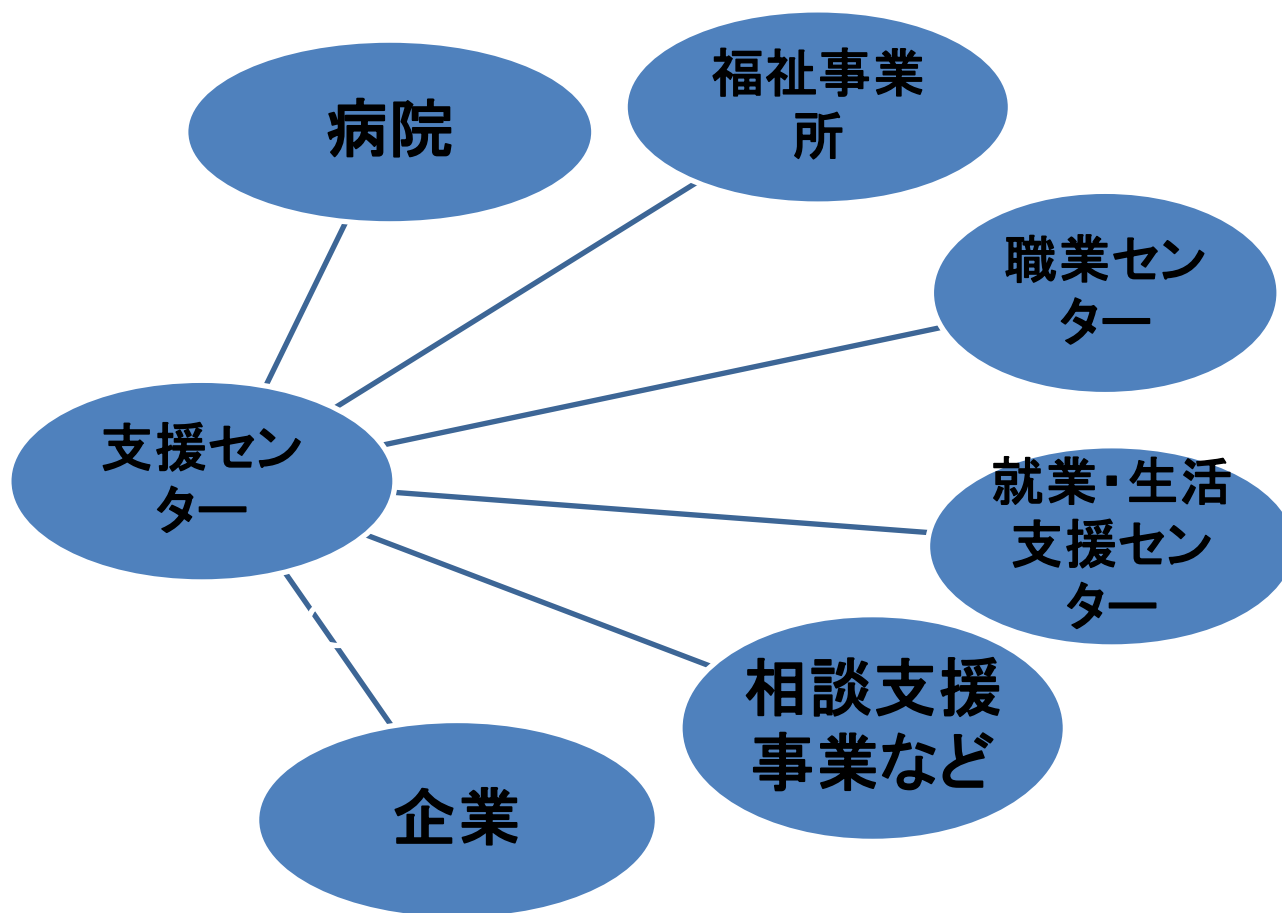 病院
福祉事業
所
職業セン
ター
支援セン
ター
就業・生活
支援セン
ター
相談支援
事業など
企業